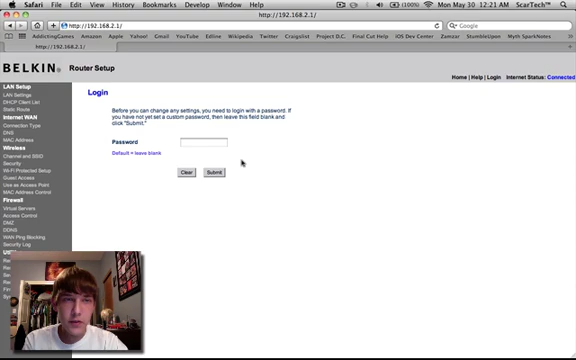 Safari File Edit View History Bookmarks Develop Window Help
(100%) Mon May 30 12:21 AM ScarTech™
http://192.168.2.1/
http://192.168.2.1/
Google
AddictingGames Amazon Yahoo! Gmail YouTube Edline Wikipedia Twitter Craigslist Project D.C. Final Cut Help iOS Dev Center Zamzar StumbleUpon Myth SparkNotes
http://192.168.2.1/
BELKIN® Router Setup
Home | Help | Login Internet Status: Connected
LAN Setup
LAN Settings
DHCP Client List
Static Route
Internet WAN
Connection Type
DNS
MAC Address
Wireless
Channel and SSID
Security
Wi-Fi Protected Setup
Guest Access
Use as Access Point
MAC Address Control
Firewall
Virtual Servers
Access Control
DMZ
DDNS
WAN Ping Blocking
Security Log
Login
Before you can change any settings, you need to login with a password. If
you have not yet set a custom password, then leave this field blank and
click "Submit."
Password
Default = leave blank
Clear Submit